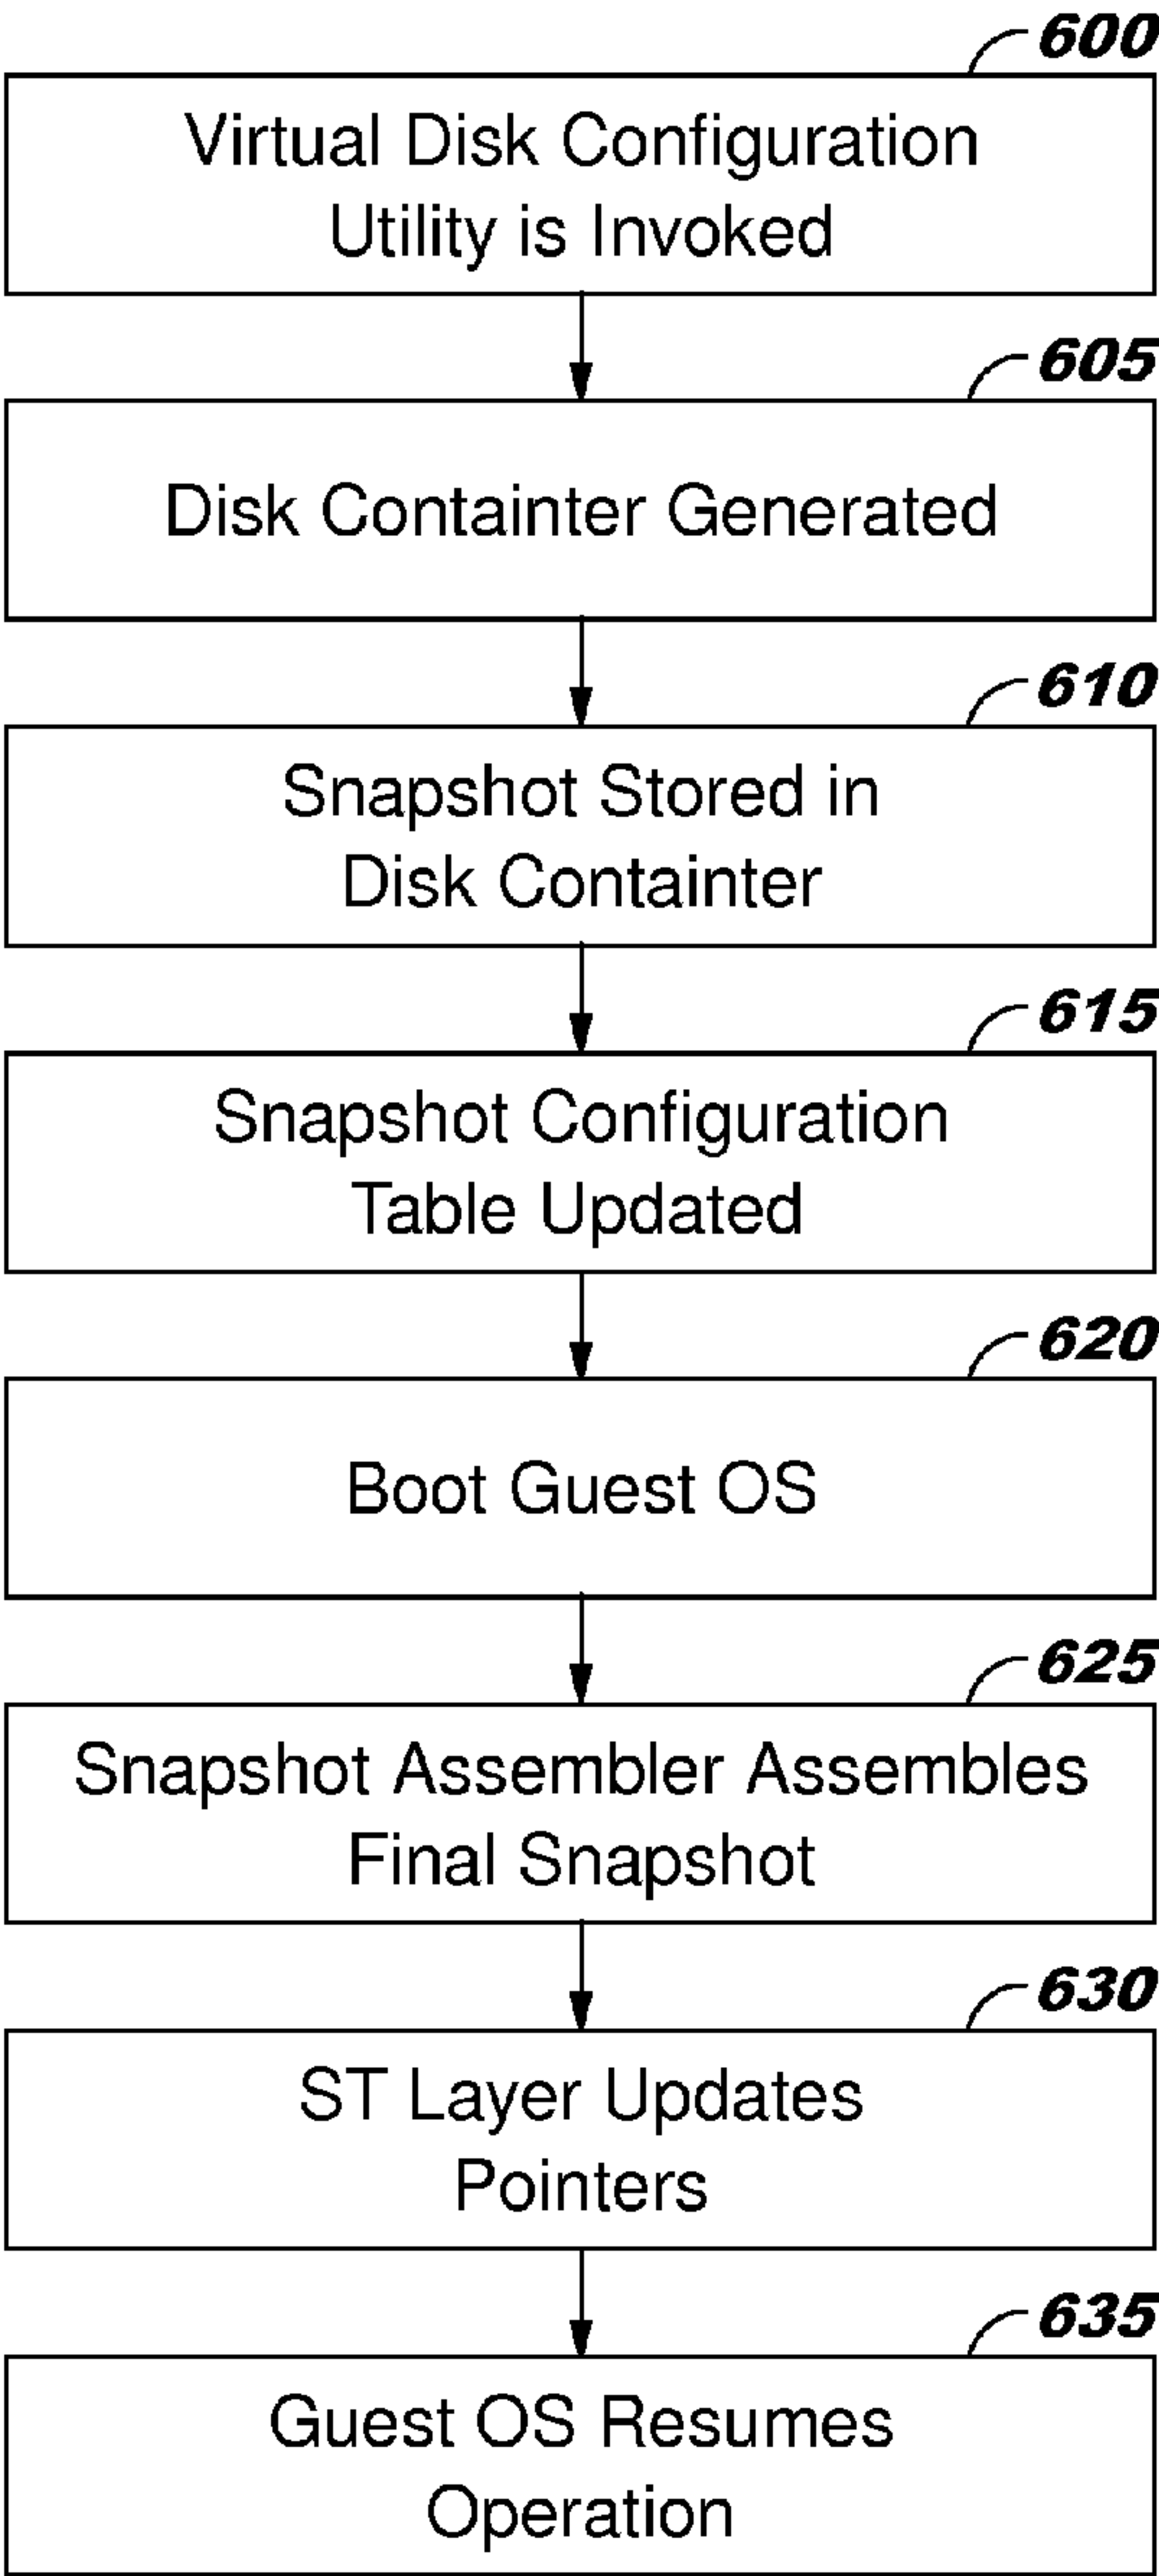 600
Virtual Disk Configuration
Utility is Invoked
605
Disk Containter Generated
610
Snapshot Stored in
Disk Containter
615
Snapshot Configuration
Table Updated
620
Boot Guest OS
625
Snapshot Assembler Assembles
Final Snapshot
630
ST Layer Updates
Pointers
635
Guest OS Resumes
Operation